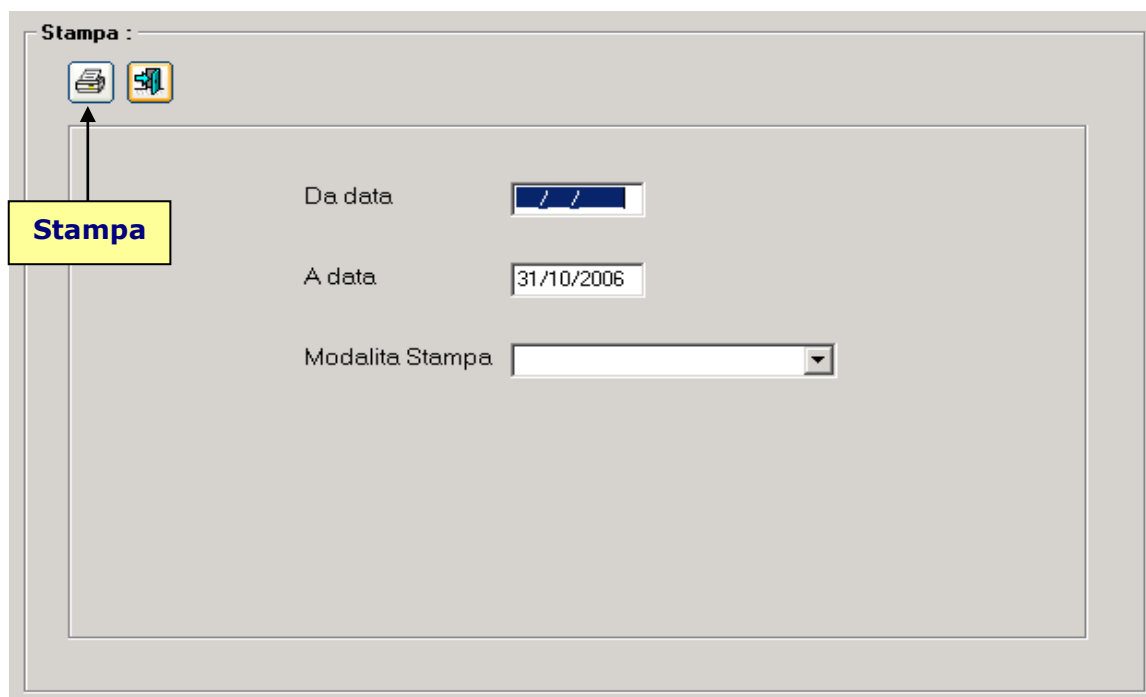 Stampa :
Da data
/ /
Stampa
A data
31/10/2006
Modalita Stampa